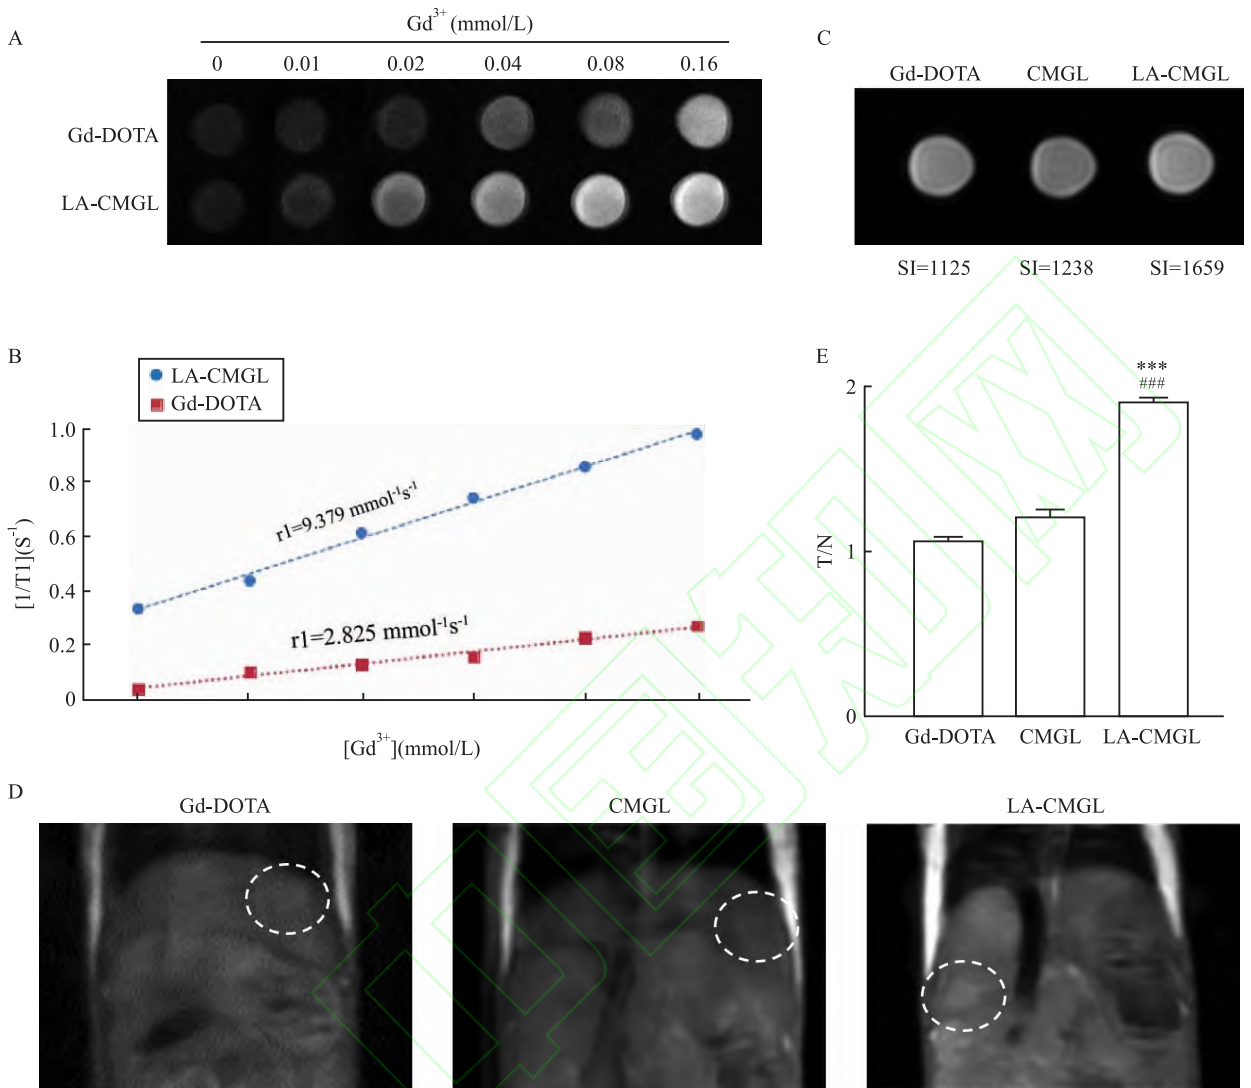 A
Gd³⁺ (mmol/L)
0 0.01 0.02 0.04 0.08 0.16
Gd-DOTA
LA-CMGL
C
Gd-DOTA CMGL LA-CMGL
SI=1125 SI=1238 SI=1659
B
LA-CMGL
Gd-DOTA
[1/T1](S⁻¹)
1.0
0.8
0.6
0.4
0.2
0
r1=9.379 mmol⁻¹s⁻¹
r1=2.825 mmol⁻¹s⁻¹
[Gd³⁺](mmol/L)
E
T/N
2
1
0
***
###
Gd-DOTA CMGL LA-CMGL
D
Gd-DOTA CMGL LA-CMGL